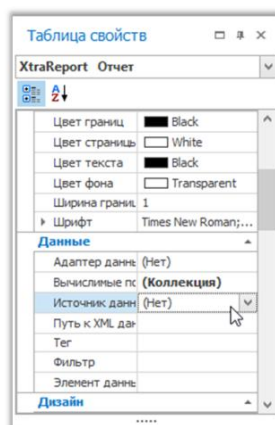 Таблица свойств
XtraReport Отчет
Цвет границ Black
Цвет страницы White
Цвет текста Black
Цвет фона Transparent
Ширина границ 1
Шрифт Times New Roman;...
Данные
Адаптер данн (Нет)
Вычислимые по (Коллекция)
Источник данн (Нет)
Путь к XML дан
Тег
Фильтр
Элемент данн
Дизайн